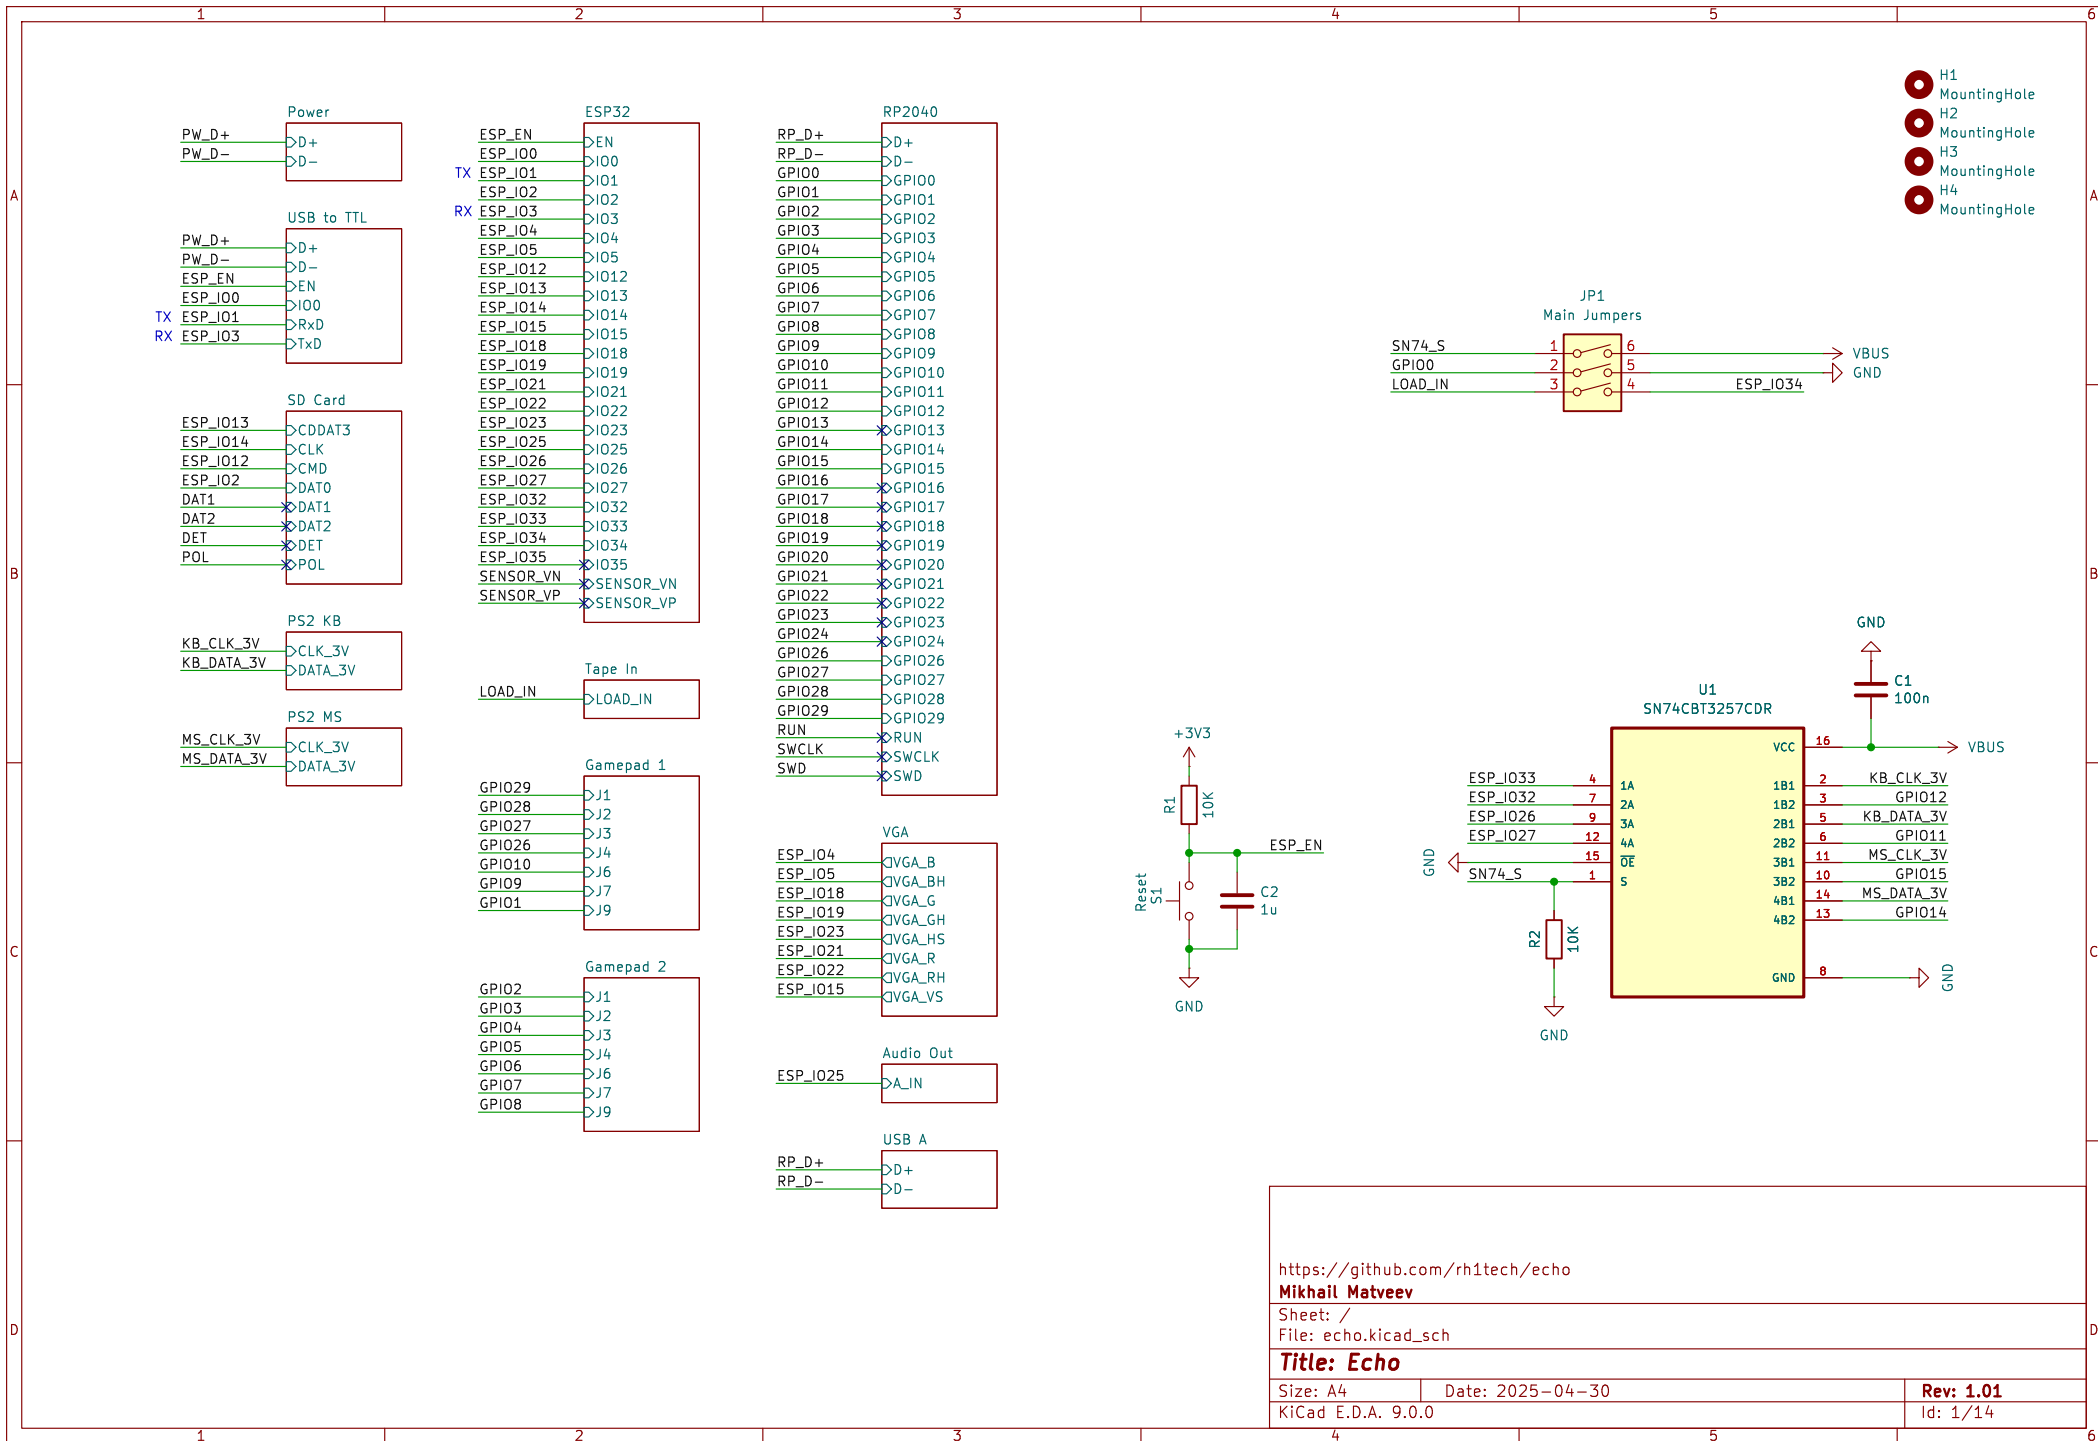 1 2 3 4 5 6
A
B
C
D
Power
PW_D+ D+
PW_D- D-
USB to TTL
PW_D+ D+
PW_D- D-
ESP_EN EN
ESP_IO0 IO0
TX ESP_IO1 RxD
RX ESP_IO3 TxD
SD Card
ESP_IO13 CDDAT3
ESP_IO14 CLK
ESP_IO12 CMD
ESP_IO2 DAT0
DAT1 DAT1
DAT2 DAT2
DET DET
POL POL
PS2 KB
KB_CLK_3V CLK_3V
KB_DATA_3V DATA_3V
PS2 MS
MS_CLK_3V CLK_3V
MS_DATA_3V DATA_3V
ESP32
ESP_EN EN
ESP_IO0 IO0
TX ESP_IO1 IO1
ESP_IO2 IO2
RX ESP_IO3 IO3
ESP_IO4 IO4
ESP_IO5 IO5
ESP_IO12 IO12
ESP_IO13 IO13
ESP_IO14 IO14
ESP_IO15 IO15
ESP_IO18 IO18
ESP_IO19 IO19
ESP_IO21 IO21
ESP_IO22 IO22
ESP_IO23 IO23
ESP_IO25 IO25
ESP_IO26 IO26
ESP_IO27 IO27
ESP_IO32 IO32
ESP_IO33 IO33
ESP_IO34 IO34
ESP_IO35 IO35
SENSOR_VN SENSOR_VN
SENSOR_VP SENSOR_VP
Tape In
LOAD_IN LOAD_IN
Gamepad 1
GPIO29 J1
GPIO28 J2
GPIO27 J3
GPIO26 J4
GPIO10 J6
GPIO9 J7
GPIO1 J9
Gamepad 2
GPIO2 J1
GPIO3 J2
GPIO4 J3
GPIO5 J4
GPIO6 J6
GPIO7 J7
GPIO8 J9
RP2040
RP_D+ D+
RP_D- D-
GPIO0 GPIO0
GPIO1 GPIO1
GPIO2 GPIO2
GPIO3 GPIO3
GPIO4 GPIO4
GPIO5 GPIO5
GPIO6 GPIO6
GPIO7 GPIO7
GPIO8 GPIO8
GPIO9 GPIO9
GPIO10 GPIO10
GPIO11 GPIO11
GPIO12 GPIO12
GPIO13 GPIO13
GPIO14 GPIO14
GPIO15 GPIO15
GPIO16 GPIO16
GPIO17 GPIO17
GPIO18 GPIO18
GPIO19 GPIO19
GPIO20 GPIO20
GPIO21 GPIO21
GPIO22 GPIO22
GPIO23 GPIO23
GPIO24 GPIO24
GPIO26 GPIO26
GPIO27 GPIO27
GPIO28 GPIO28
GPIO29 GPIO29
RUN RUN
SWCLK SWCLK
SWD SWD
VGA
ESP_IO4 VGA_B
ESP_IO5 VGA_BH
ESP_IO18 VGA_G
ESP_IO19 VGA_GH
ESP_IO23 VGA_HS
ESP_IO21 VGA_R
ESP_IO22 VGA_RH
ESP_IO15 VGA_VS
Audio Out
ESP_IO25 A_IN
USB A
RP_D+ D+
RP_D- D-
+3V3
R1 10K
ESP_EN
Reset
S1
C2
1u
GND
H1
MountingHole
H2
MountingHole
H3
MountingHole
H4
MountingHole
JP1
Main Jumpers
SN74_S 1 6 VBUS
GPIO0 2 5 GND
LOAD_IN 3 4 ESP_IO34
GND
C1
100n
U1
SN74CBT3257CDR
VCC 16 VBUS
ESP_IO33 4 1A 1B1 2 KB_CLK_3V
ESP_IO32 7 2A 1B2 3 GPIO12
ESP_IO26 9 3A 2B1 5 KB_DATA_3V
ESP_IO27 12 4A 2B2 6 GPIO11
GND 15 OE 3B1 11 MS_CLK_3V
SN74_S 1 S 3B2 10 GPIO15
4B1 14 MS_DATA_3V
4B2 13 GPIO14
R2 10K
GND 8 GND
GND
https://github.com/rh1tech/echo
Mikhail Matveev
Sheet: /
File: echo.kicad_sch
Title: Echo
Size: A4 Date: 2025-04-30 Rev: 1.01
KiCad E.D.A. 9.0.0 Id: 1/14
A
B
C
D
1 2 3 4 5 6